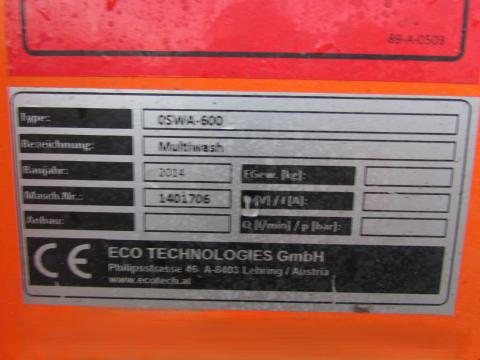 89-A-0503
Type: 0SWA-600
Bezeichnung: Multiwash
Baujahr: 2014 EGew. [kg]:
Masch.Nr.: 1401706 [V] / I [A]:
Anbau: Q [l/min] / p [bar]:
CE ECO TECHNOLOGIES GmbH
Philipsstrasse 46 A-8403 Lebring / Austria
www.ecotech.at